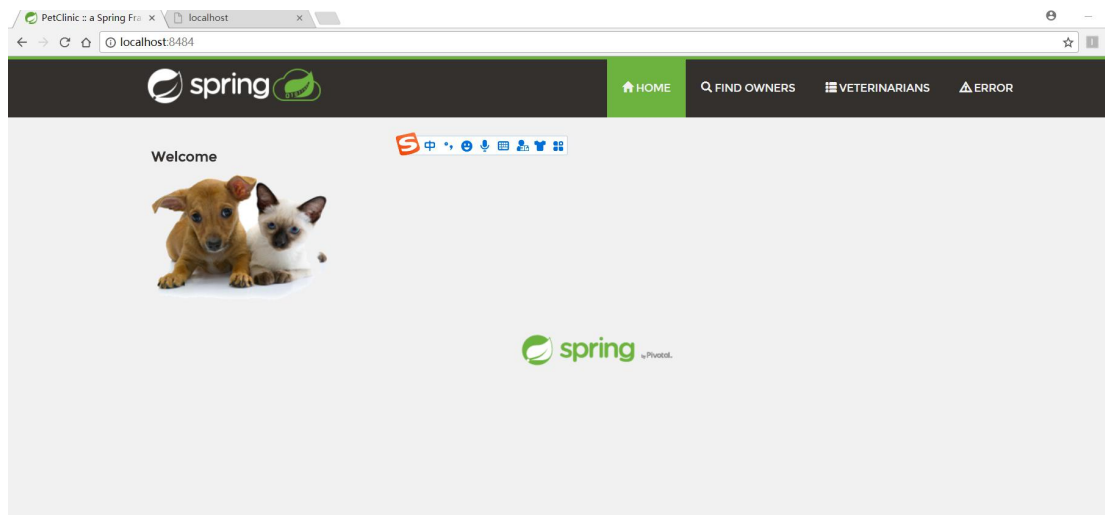 PetClinic :: a Spring Fra
localhost
localhost:8484
spring
HOME
FIND OWNERS
VETERINARIANS
ERROR
中
Welcome
spring by Pivotal.